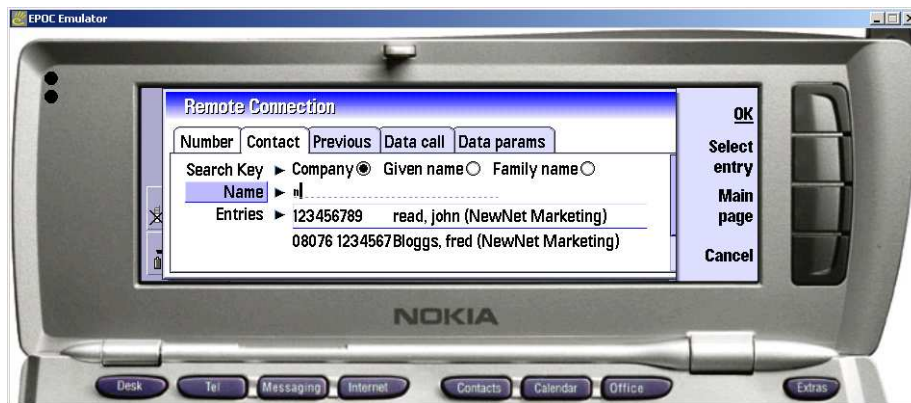 EPOC Emulator
Remote Connection
Number Contact Previous Data call Data params
Search Key Company Given name Family name
Name n
Entries 123456789 read, john (NewNet Marketing)
08076 1234567Bloggs, fred (NewNet Marketing)
OK
Select
entry
Main
page
Cancel
NOKIA
Desk Tel Messaging Internet Contacts Calendar Office Extras